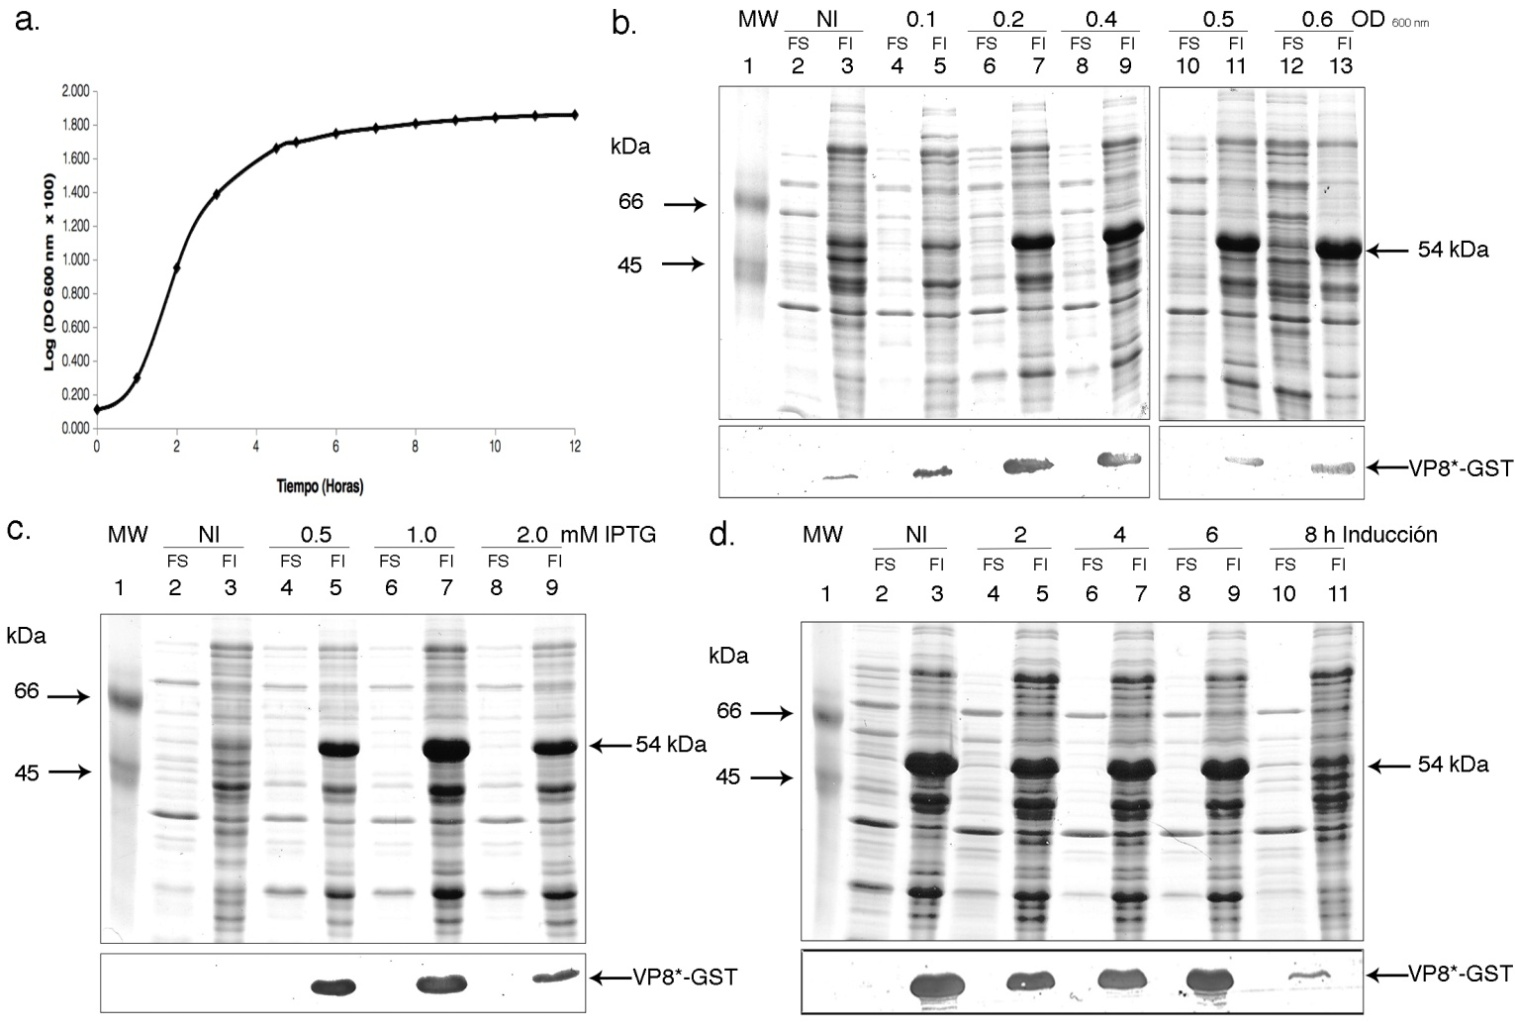 a.
Log (DO 600 nm x 100)
2.000
1.800
1.600
1.400
1.200
1.000
0.800
0.600
0.400
0.200
0.000
0 2 4 6 8 10 12
Tiempo (Horas)
b.
MW NI 0.1 0.2 0.4 0.5 0.6 OD 600 nm
FS FI FS FI FS FI FS FI FS FI FS FI
1 2 3 4 5 6 7 8 9 10 11 12 13
kDa
66
45
54 kDa
VP8*-GST
c.
MW NI 0.5 1.0 2.0 mM IPTG
FS FI FS FI FS FI FS FI
1 2 3 4 5 6 7 8 9
kDa
66
45
54 kDa
VP8*-GST
d.
MW NI 2 4 6 8 h Inducción
FS FI FS FI FS FI FS FI FS FI
1 2 3 4 5 6 7 8 9 10 11
kDa
66
45
54 kDa
VP8*-GST